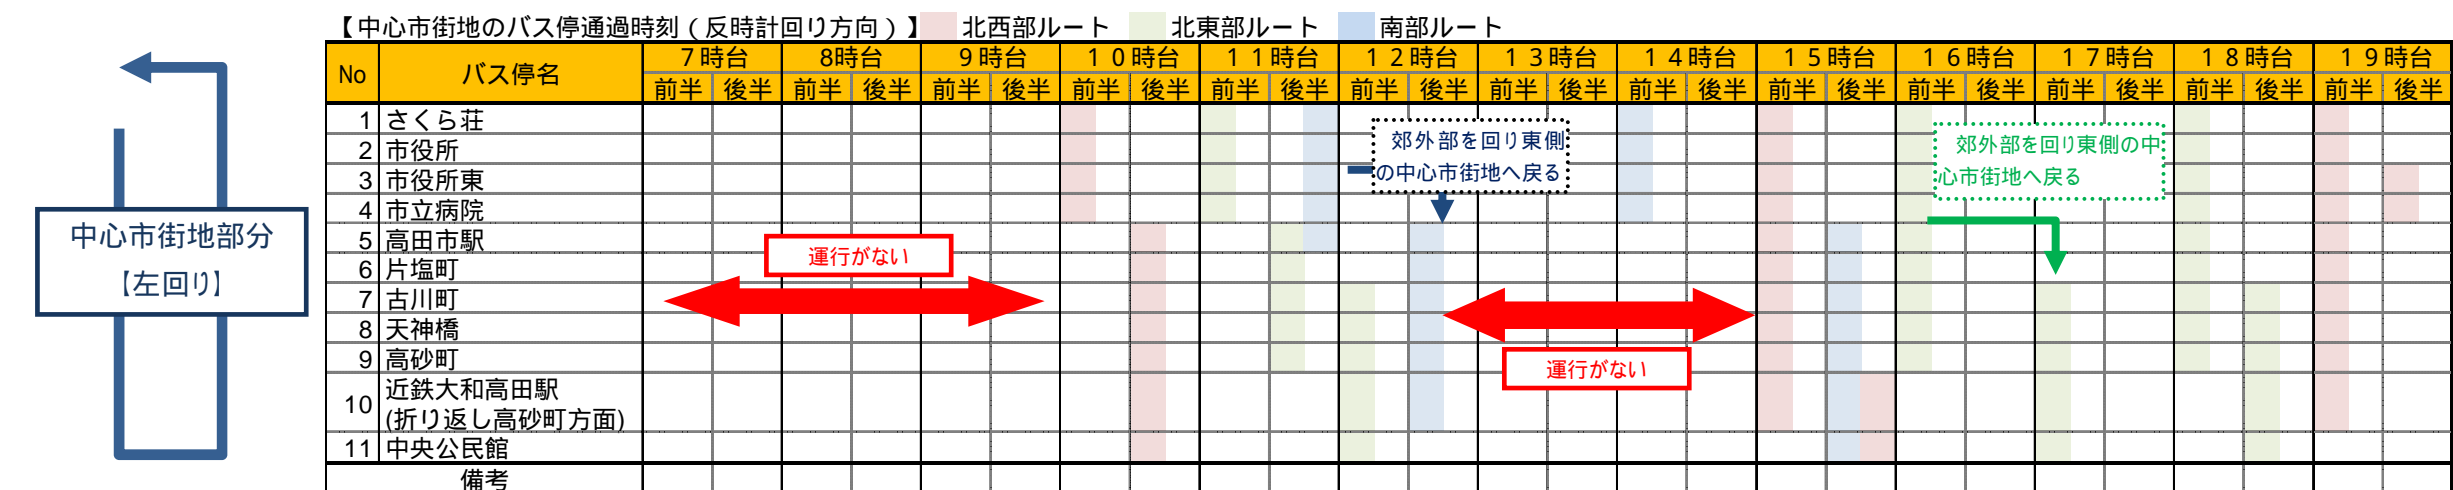 【中心市街地のバス停通過時刻（反時計回り方向）】 北西部ルート 北東部ルート 南部ルート
No バス停名 7時台 8時台 9時台 10時台 11時台 12時台 13時台 14時台 15時台 16時台 17時台 18時台 19時台
前半 後半 前半 後半 前半 後半 前半 後半 前半 後半 前半 後半 前半 後半 前半 後半 前半 後半 前半 後半 前半 後半 前半 後半 前半 後半
1 さくら荘
2 市役所
3 市役所東
4 市立病院
5 高田市駅
6 片塩町
7 古川町
8 天神橋
9 高砂町
10 近鉄大和高田駅
(折り返し高砂町方面)
11 中央公民館
備考
中心市街地部分
【左回り】
運行がない
郊外部を回り東側
の中心市街地へ戻る
運行がない
郊外部を回り東側の中
心市街地へ戻る